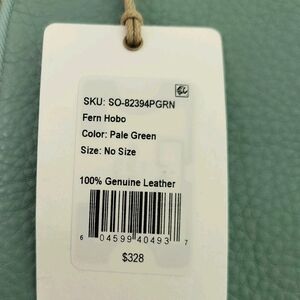 SKU: SO-82394PGRN
Fern Hobo
Color: Pale Green
Size: No Size
100% Genuine Leather
6 04599 40493 7
$328